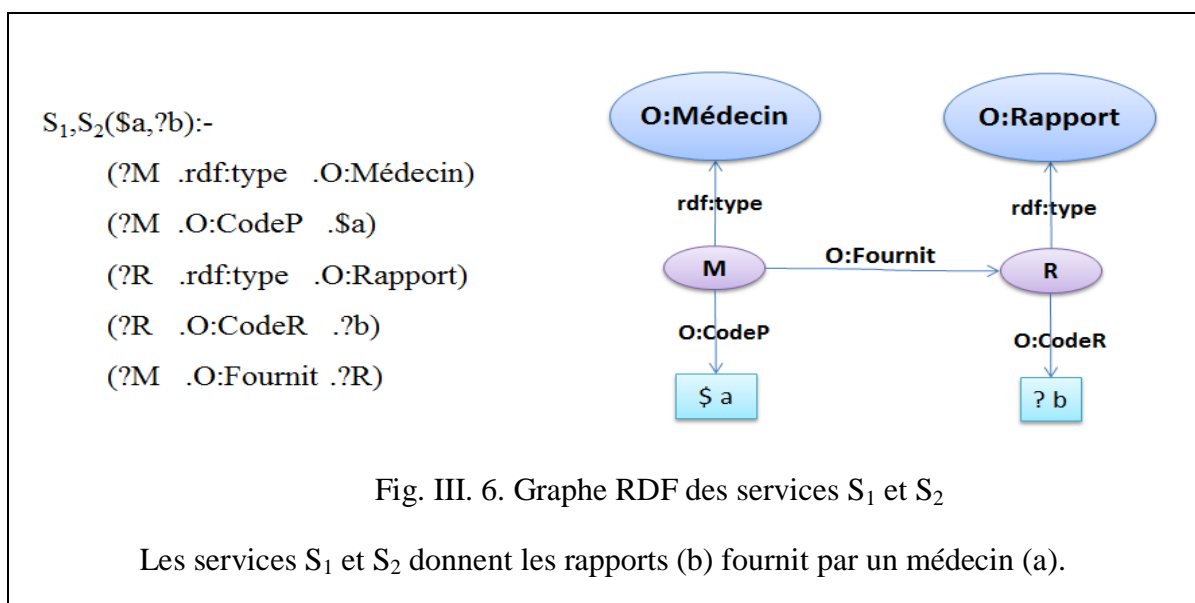 S₁,S₂($a,?b):-
(?M .rdf:type .O:Médecin)
(?M .O:CodeP .$a)
(?R .rdf:type .O:Rapport)
(?R .O:CodeR .?b)
(?M .O:Fournit .?R)
O:Médecin
O:Rapport
rdf:type
rdf:type
M
O:Fournit
R
O:CodeP
O:CodeR
$ a
? b
Fig. III. 6. Graphe RDF des services S₁ et S₂
Les services S₁ et S₂ donnent les rapports (b) fournit par un médecin (a).